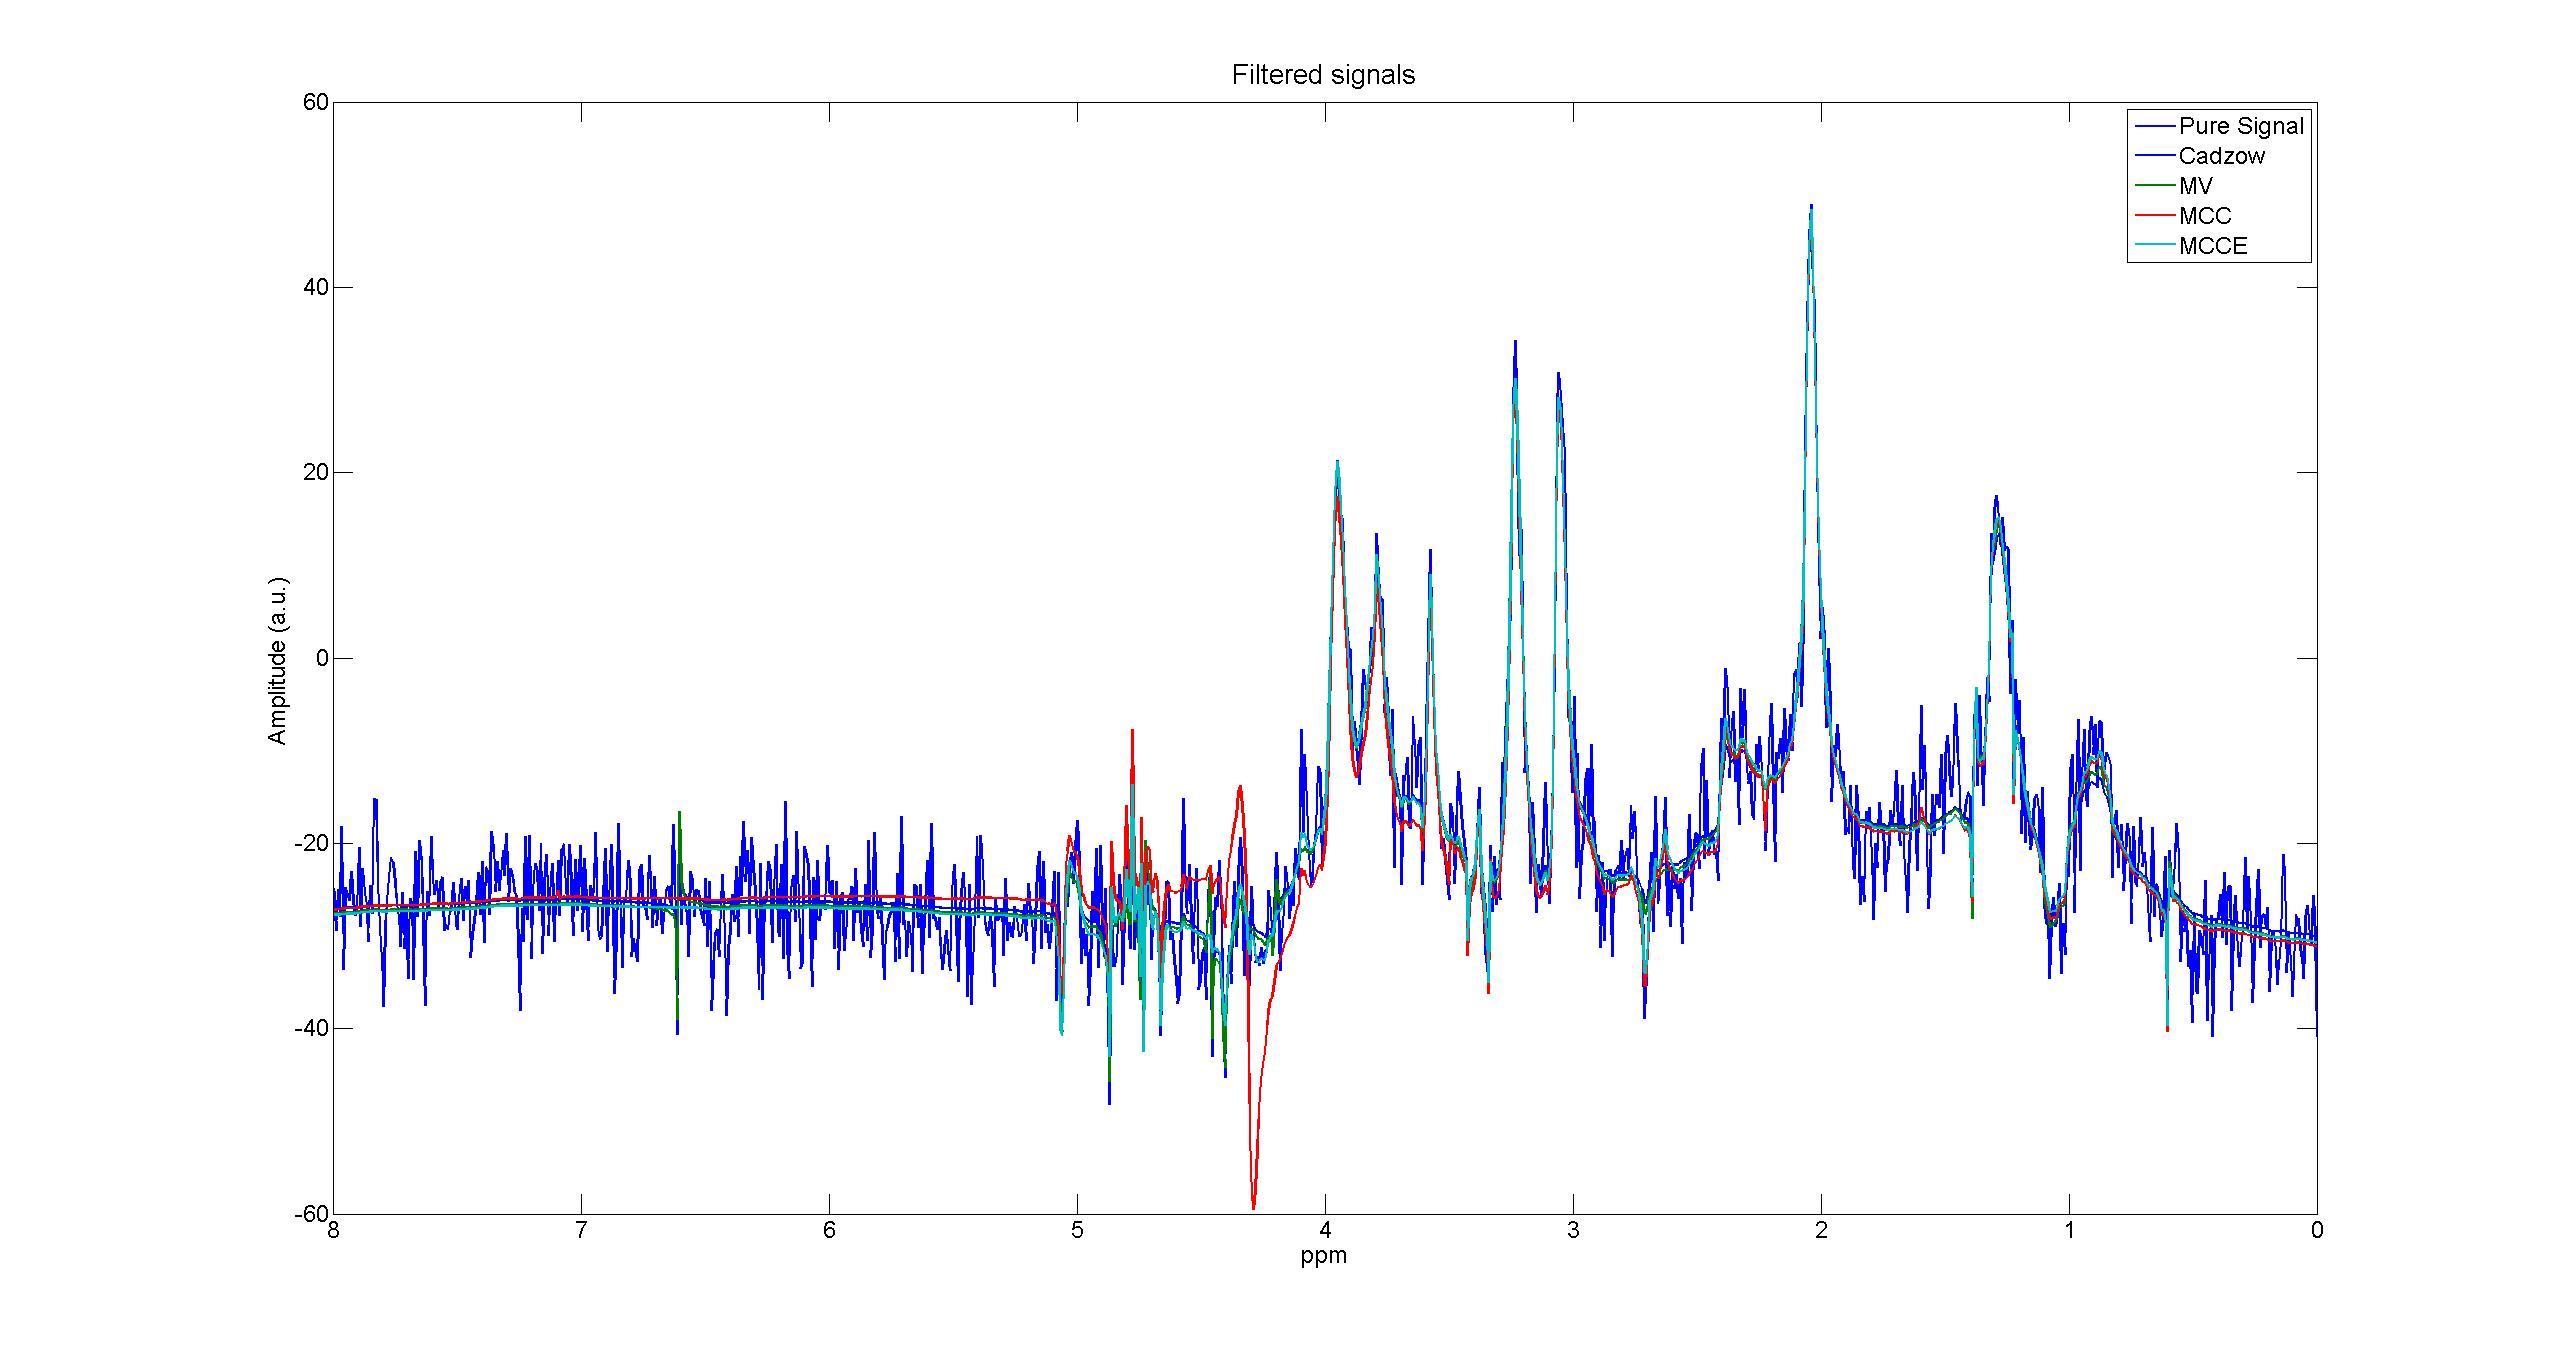 Filtered signals
60
40
20
0
-20
-40
-60
Amplitude (a.u.)
8 7 6 5 4 3 2 1 0
ppm
Pure Signal
Cadzow
MV
MCC
MCCE